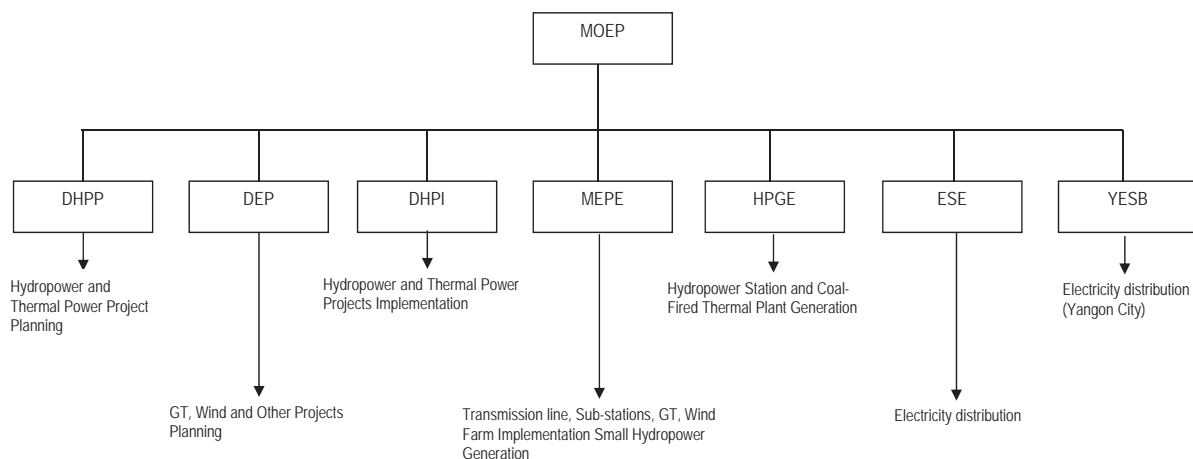 MOEP
DHPP
DEP
DHPI
MEPE
HPGE
ESE
YESB
Hydropower and
Thermal Power Project
Planning
Hydropower and Thermal Power
Projects Implementation
Hydropower Station and Coal-
Fired Thermal Plant Generation
Electricity distribution
(Yangon City)
GT, Wind and Other Projects
Planning
Transmission line, Sub-stations, GT, Wind
Farm Implementation Small Hydropower
Generation
Electricity distribution